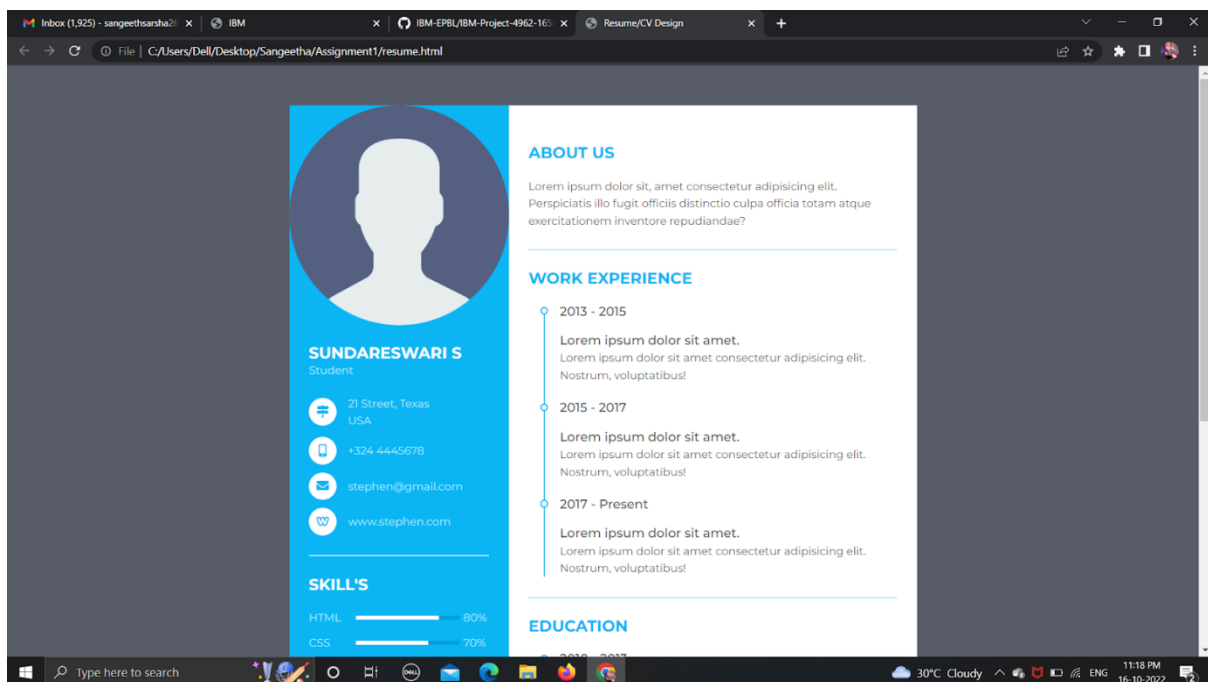 Inbox (1,925) - sangeethsarsha2
IBM
IBM-EPBL/IBM-Project-4962-165
Resume/CV Design
File | C:/Users/Dell/Desktop/Sangeetha/Assignment1/resume.html
SUNDARESWARI S
Student
21 Street, Texas
USA
+324 4445678
stephen@gmail.com
www.stephen.com
SKILL'S
HTML 80%
CSS 70%
ABOUT US
Lorem ipsum dolor sit, amet consectetur adipisicing elit.
Perspiciatis illo fugit officiis distinctio culpa officia totam atque
exercitationem inventore repudiandae?
WORK EXPERIENCE
2013 - 2015
Lorem ipsum dolor sit amet.
Lorem ipsum dolor sit amet consectetur adipisicing elit.
Nostrum, voluptatibus!
2015 - 2017
Lorem ipsum dolor sit amet.
Lorem ipsum dolor sit amet consectetur adipisicing elit.
Nostrum, voluptatibus!
2017 - Present
Lorem ipsum dolor sit amet.
Lorem ipsum dolor sit amet consectetur adipisicing elit.
Nostrum, voluptatibus!
EDUCATION
Type here to search
DELL
30°C Cloudy
ENG
11:18 PM
16-10-2022
2